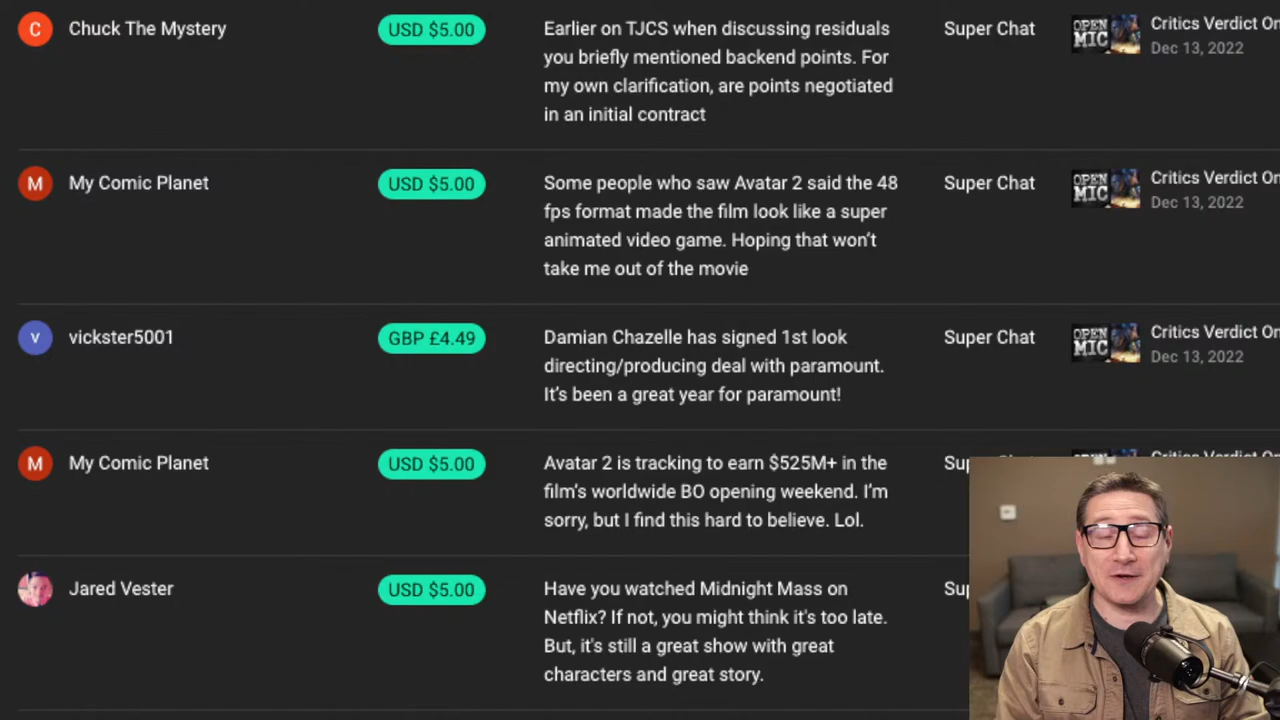 C Chuck The Mystery USD $5.00 Earlier on TJCS when discussing residuals Super Chat OPEN MIC Critics Verdict On
you briefly mentioned backend points. For Dec 13, 2022
my own clarification, are points negotiated
in an initial contract
M My Comic Planet USD $5.00 Some people who saw Avatar 2 said the 48 Super Chat OPEN MIC Critics Verdict On
fps format made the film look like a super Dec 13, 2022
animated video game. Hoping that won't
take me out of the movie
v vickster5001 GBP £4.49 Damian Chazelle has signed 1st look Super Chat OPEN MIC Critics Verdict On
directing/producing deal with paramount. Dec 13, 2022
It's been a great year for paramount!
M My Comic Planet USD $5.00 Avatar 2 is tracking to earn $525M+ in the Su
film's worldwide BO opening weekend. I'm
sorry, but I find this hard to believe. Lol.
Jared Vester USD $5.00 Have you watched Midnight Mass on Su
Netflix? If not, you might think it's too late.
But, it's still a great show with great
characters and great story.